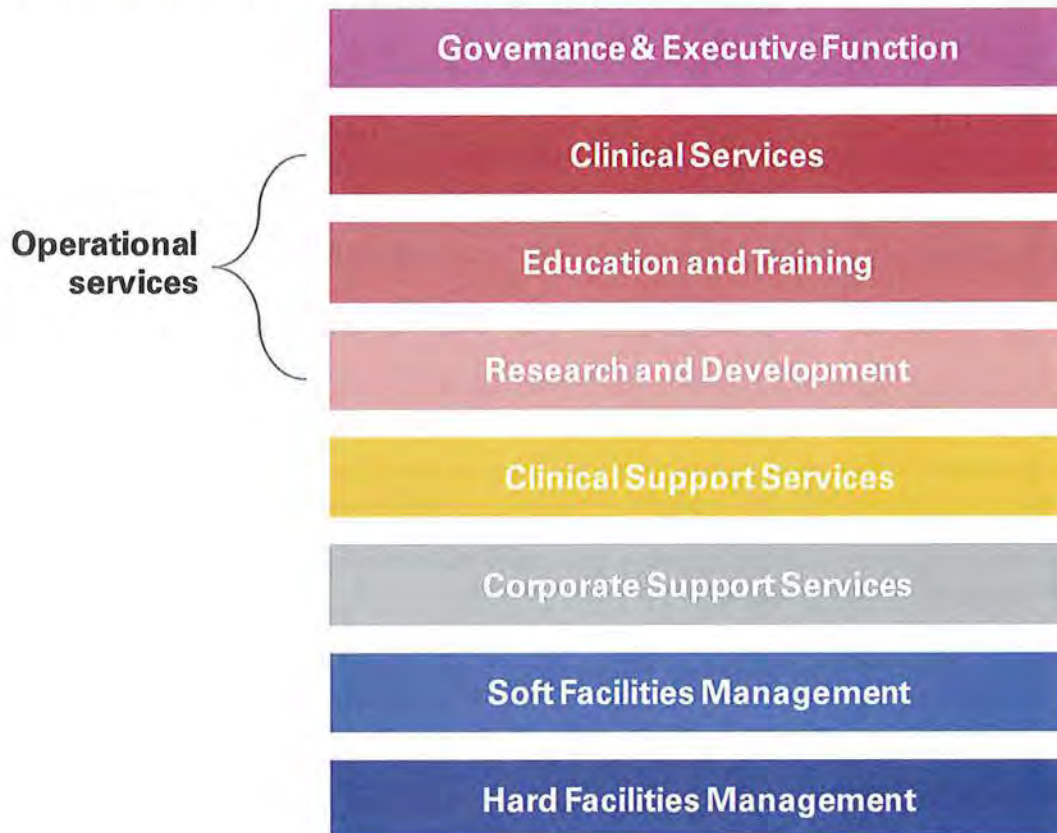 Governance & Executive Function
Clinical Services
Operational
services
Education and Training
Research and Development
Clinical Support Services
Corporate Support Services
Soft Facilities Management
Hard Facilities Management